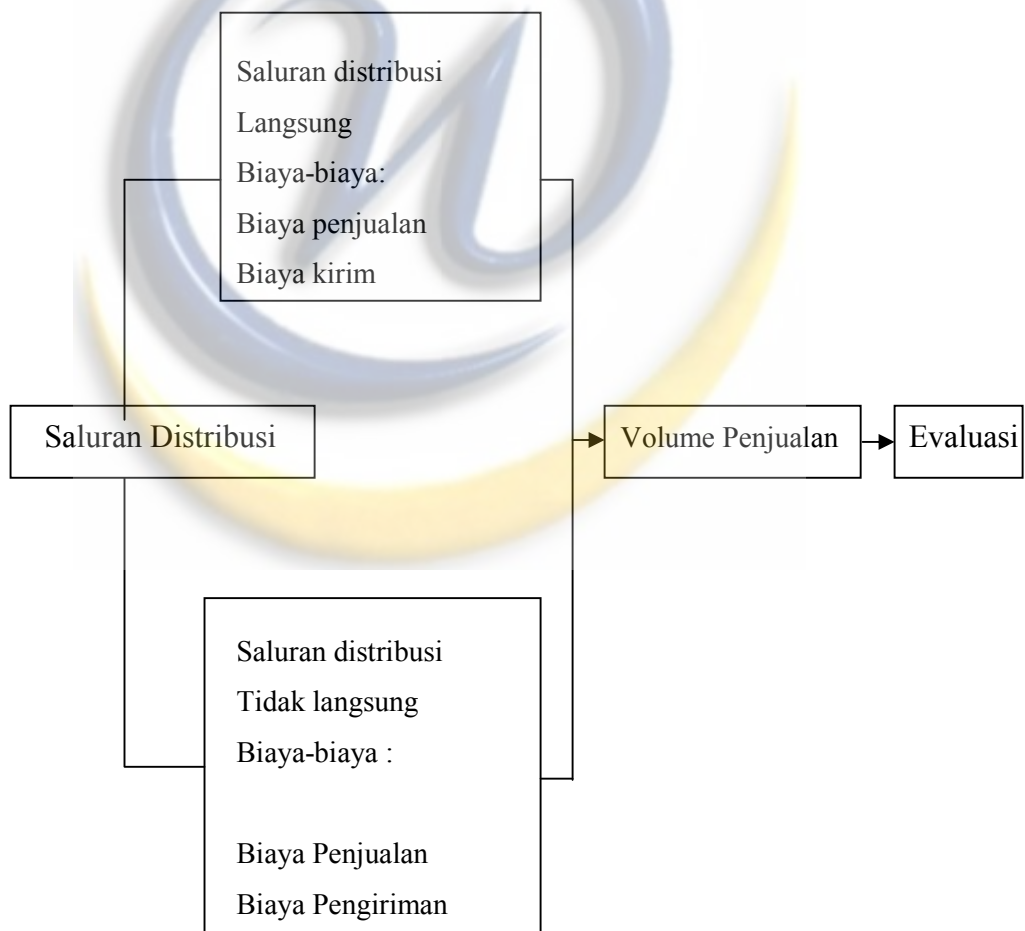 Saluran distribusi
Langsung
Biaya-biaya:
Biaya penjualan
Biaya kirim
Saluran Distribusi
Volume Penjualan
Evaluasi
Saluran distribusi
Tidak langsung
Biaya-biaya :
Biaya Penjualan
Biaya Pengiriman